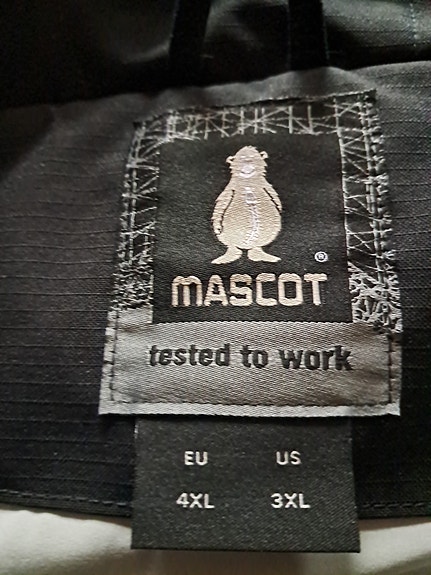 ®
MASCOT
tested to work
EU US
4XL 3XL